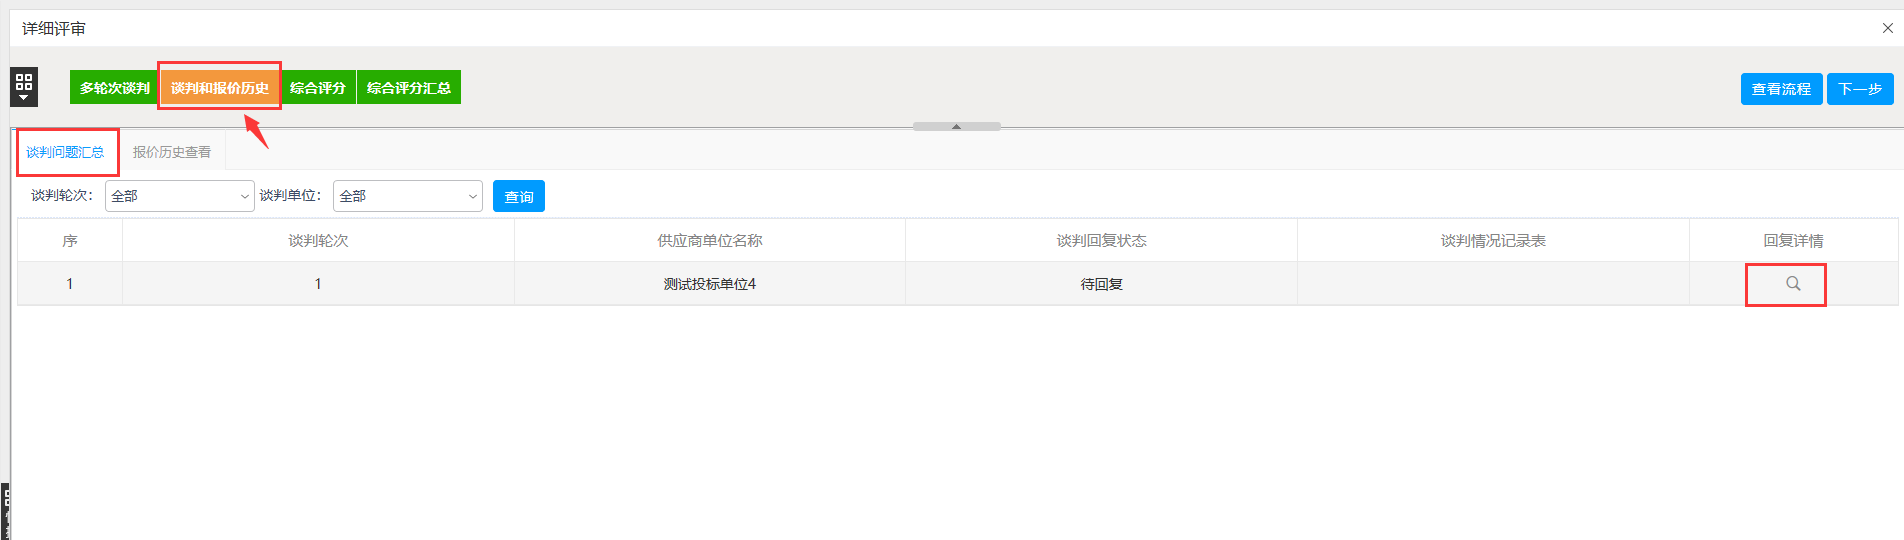 详细评审
多轮次谈判 谈判和报价历史 综合评分 综合评分汇总 查看流程 下一步
谈判问题汇总 报价历史查看
谈判轮次： 全部 谈判单位： 全部 查询
序 谈判轮次 供应商单位名称 谈判回复状态 谈判情况记录表 回复详情
1 1 测试投标单位4 待回复